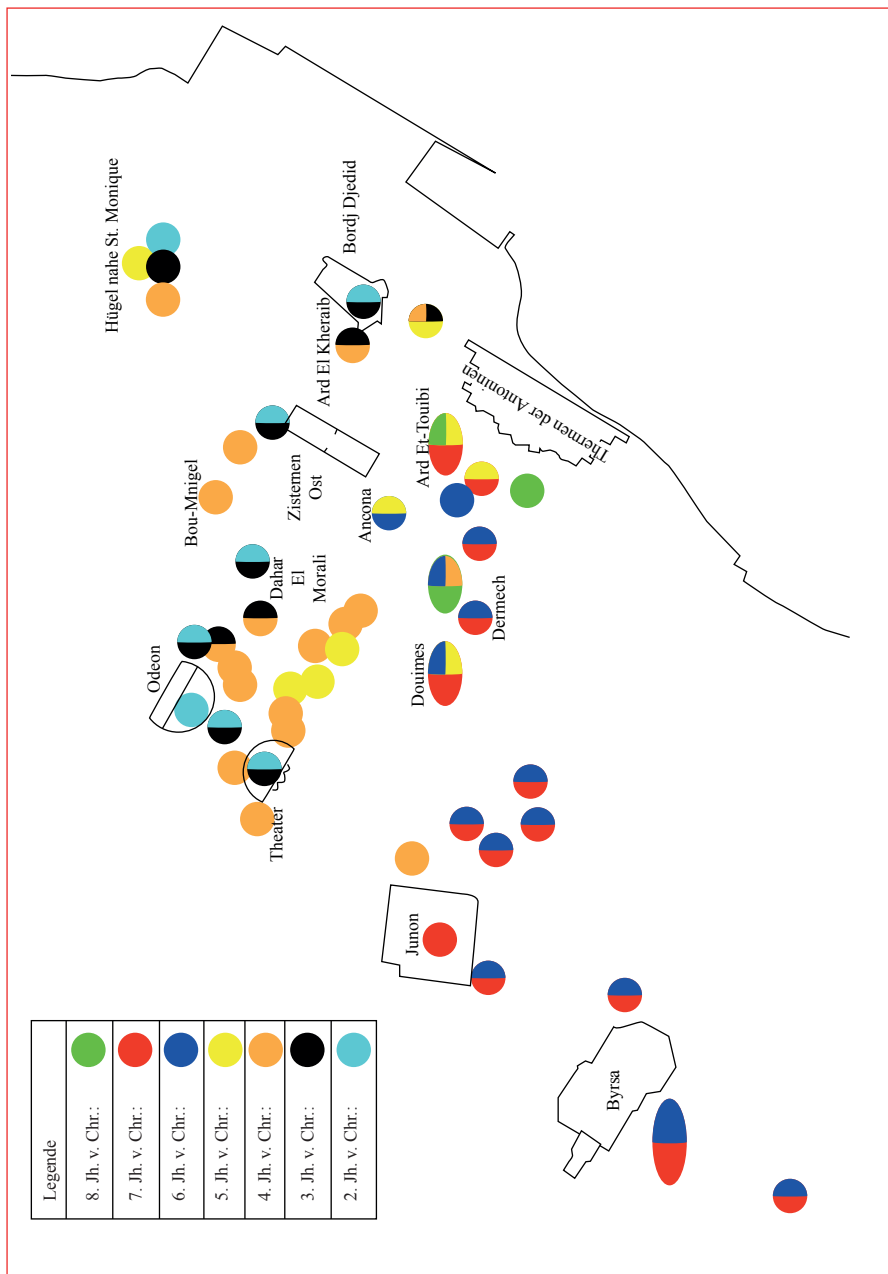 Hügel nahe St. Monique
Bordj Djedid
Ard El Kheraib
Bou-Mnigel
Zisternen
Ost
Ard Et-Touibi
Thermen der Antoninen
Ancona
Dahar
El
Morali
Odeon
Dermech
Douimes
Theater
Junon
Byrsa
Legende
8. Jh. v. Chr.:
7. Jh. v. Chr.:
6. Jh. v. Chr.:
5. Jh. v. Chr.:
4. Jh. v. Chr.:
3. Jh. v. Chr.:
2. Jh. v. Chr.: